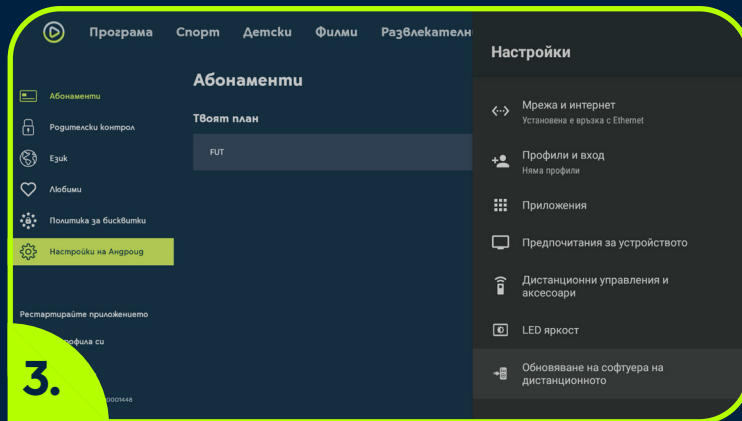 Програма Спорт Детски Филми
Абонаменти
Родителски контрол
Език
Любими
Политика за бисквитки
Настройки на Андроид
Рестартирайте приложението
си
0001448
3.
Абонаменти
Твоят план
FUT
Настройки
Мрежа и интернет
Установена е връзка с Ethernet
Профили и вход
Няма профили
Приложения
Предпочитания за устройството
Дистанционни управления и
аксесоари
LED яркост
Обновяване на софтуера на
дистанционното